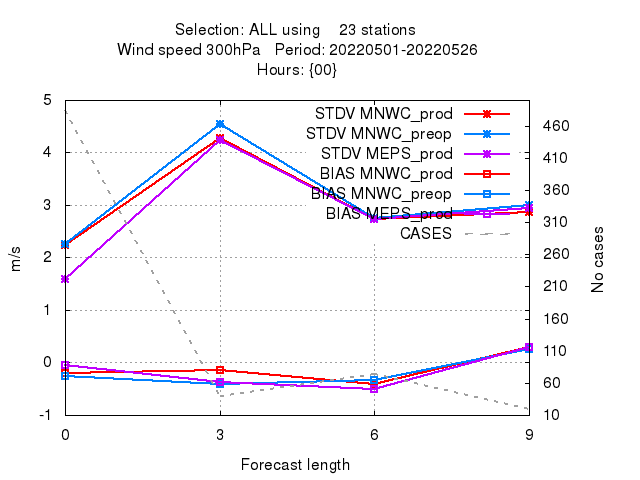 Selection: ALL using    23 stations
Wind speed 300hPa   Period: 20220501-20220526
Hours: {00}
5
4
3
2
1
0
-1
m/s
STDV MNWC_prod
STDV MNWC_preop
STDV MEPS_prod
BIAS MNWC_prod
BIAS MNWC_preop
BIAS MEPS_prod
CASES
460
410
360
310
260
210
160
110
60
10
No cases
0 3 6 9
Forecast length